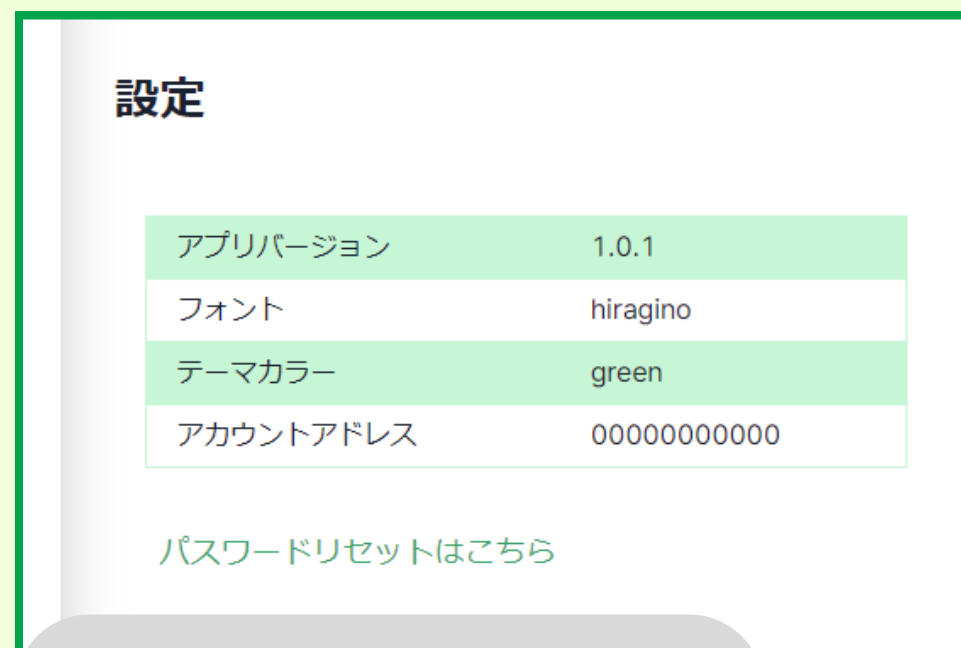 設定
アプリバージョン 1.0.1
フォント hiragino
テーマカラー green
アカウントアドレス 00000000000
パスワードリセットはこちら